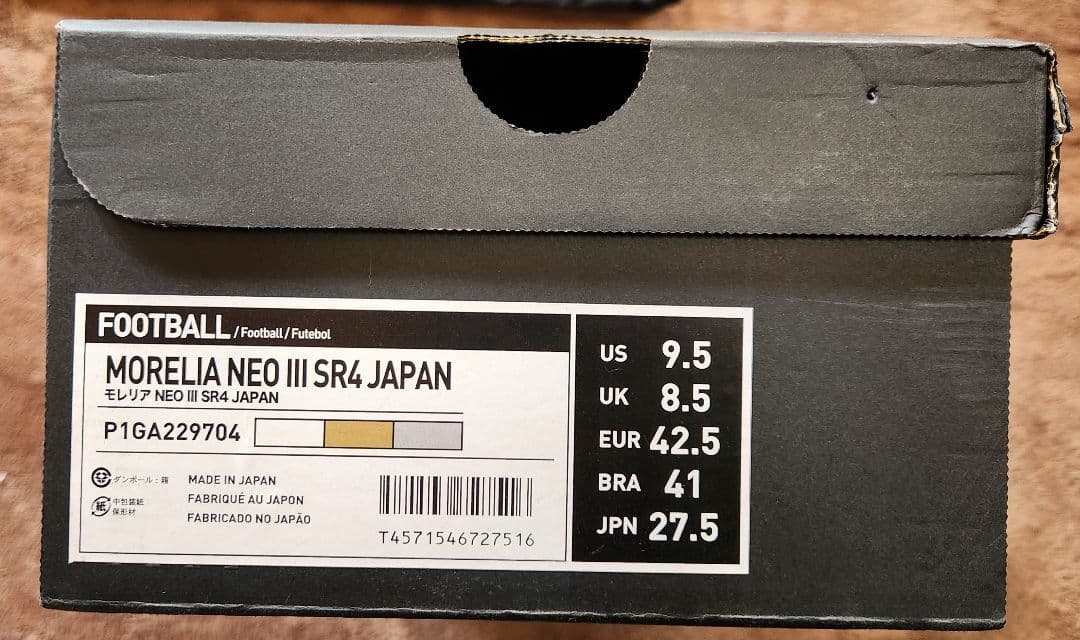 FOOTBALL / Football / Futebol
MORELIA NEO III SR4 JAPAN
モレリア NEO III SR4 JAPAN
P1GA229704
ダンボール:箱
紙 中包装紙
保形材
MADE IN JAPAN
FABRIQUÉ AU JAPON
FABRICADO NO JAPÃO
T4571546727516
US 9.5
UK 8.5
EUR 42.5
BRA 41
JPN 27.5